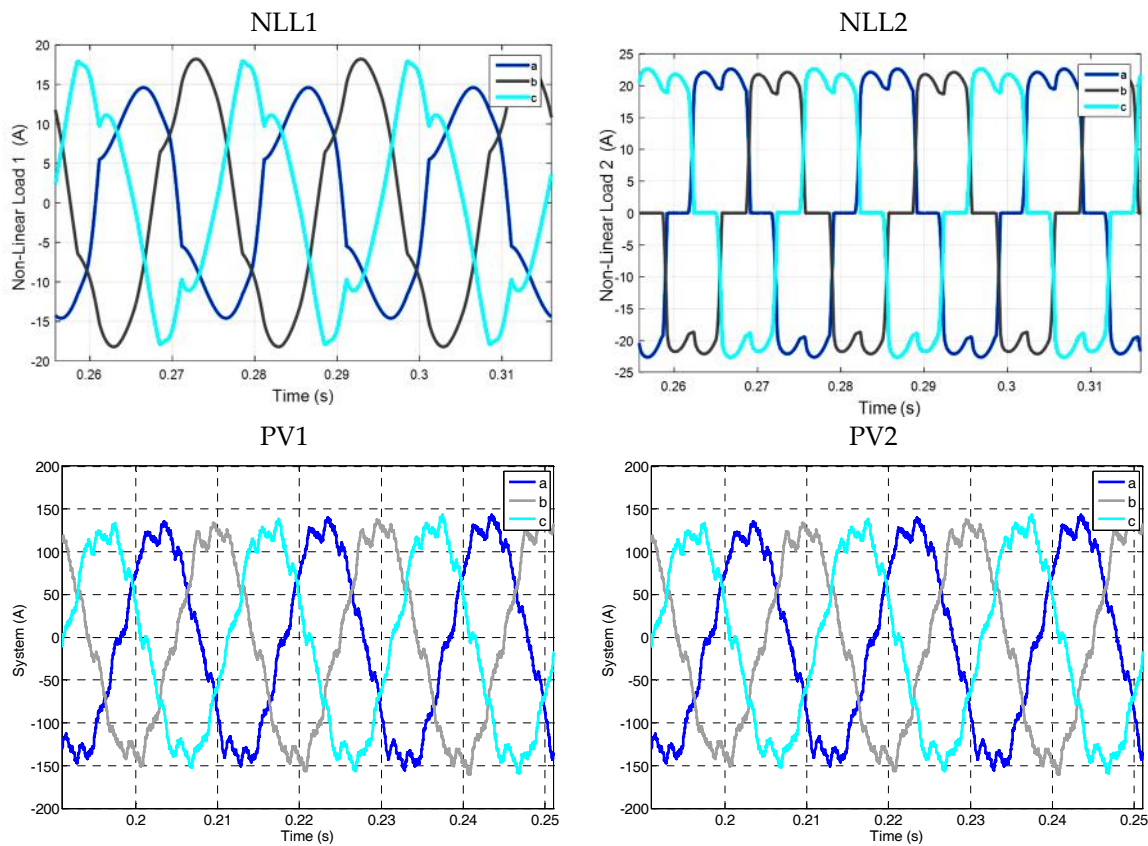 NLL1
20
15
10
5
0
-5
-10
-15
-20
Non-Linear Load 1 (A)
a
b
c
0.26 0.27 0.28 0.29 0.3 0.31
Time (s)
NLL2
25
20
15
10
5
0
-5
-10
-15
-20
-25
Non-Linear Load 2 (A)
a
b
c
0.26 0.27 0.28 0.29 0.3 0.31
Time (s)
PV1
200
150
100
50
0
-50
-100
-150
-200
System (A)
a
b
c
0.2 0.21 0.22 0.23 0.24 0.25
Time (s)
PV2
200
150
100
50
0
-50
-100
-150
-200
System (A)
a
b
c
0.2 0.21 0.22 0.23 0.24 0.25
Time (s)